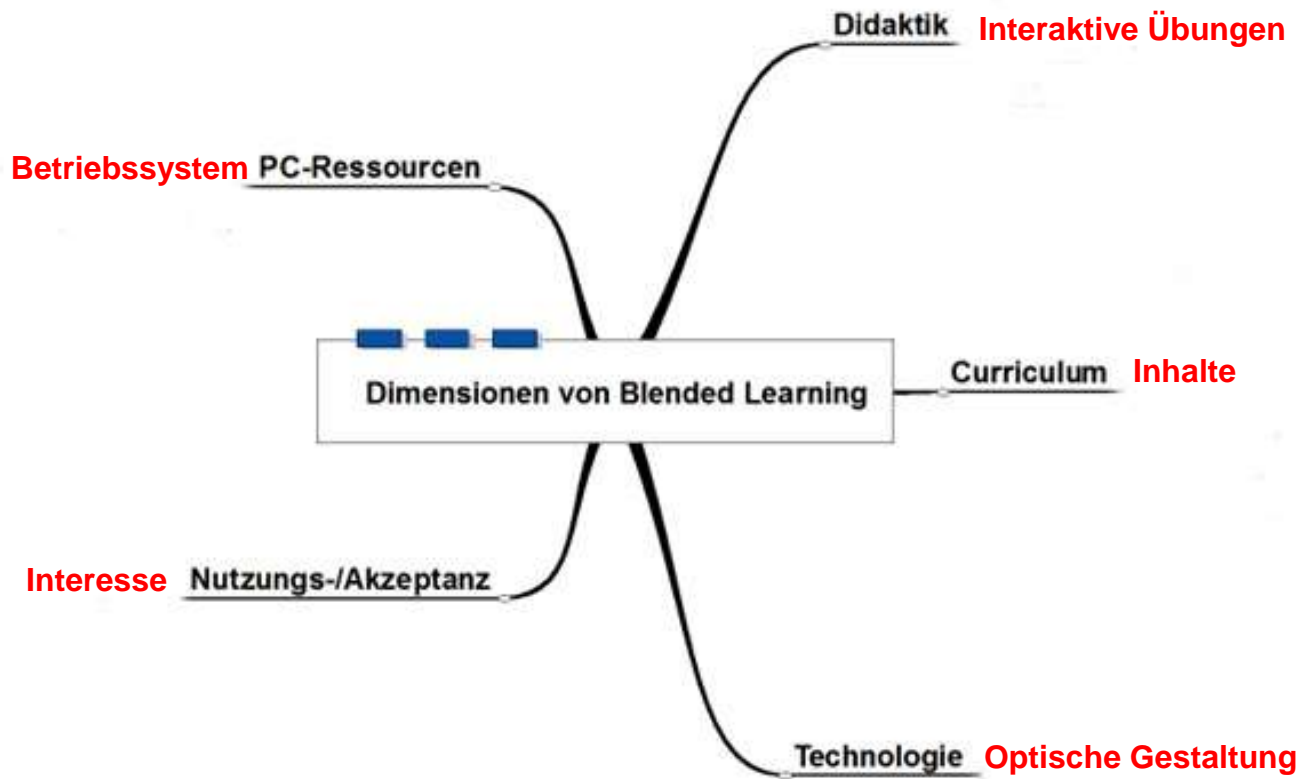 Didaktik Interaktive Übungen
Betriebssystem PC-Ressourcen
Dimensionen von Blended Learning
Curriculum Inhalte
Interesse Nutzungs-/Akzeptanz
Technologie Optische Gestaltung